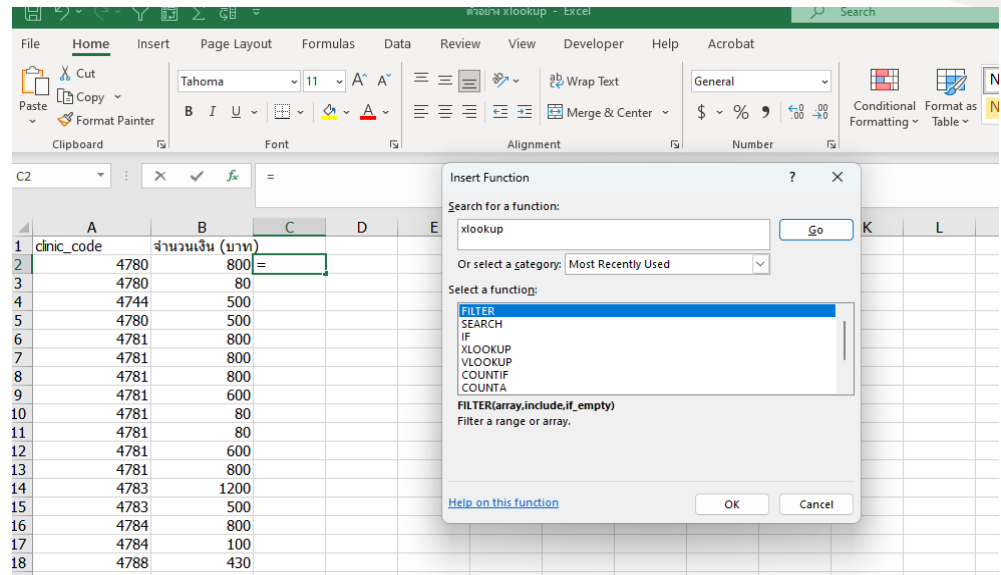 ตัวอย่าง xlookup - Excel
Search
File Home Insert Page Layout Formulas Data Review View Developer Help Acrobat
Paste
Cut
Copy
Format Painter
Clipboard
Tahoma 11 A^ A˅
B I U A
Font
ab Wrap Text
Merge & Center
Alignment
General
$ % 9 .00
Number
Conditional Formatting
Format as Table
N
N
C2 fx =
A B C D E K L
1 clinic_code จำนวนเงิน (บาท)
2 4780 800 =
3 4780 80
4 4744 500
5 4780 500
6 4781 800
7 4781 800
8 4781 800
9 4781 600
10 4781 80
11 4781 80
12 4781 600
13 4781 800
14 4783 1200
15 4783 500
16 4784 800
17 4784 100
18 4788 430
Insert Function ?
Search for a function:
xlookup
Go
Or select a category: Most Recently Used
Select a function:
FILTER
SEARCH
IF
XLOOKUP
VLOOKUP
COUNTIF
COUNTA
FILTER(array,include,if_empty)
Filter a range or array.
Help on this function
OK Cancel